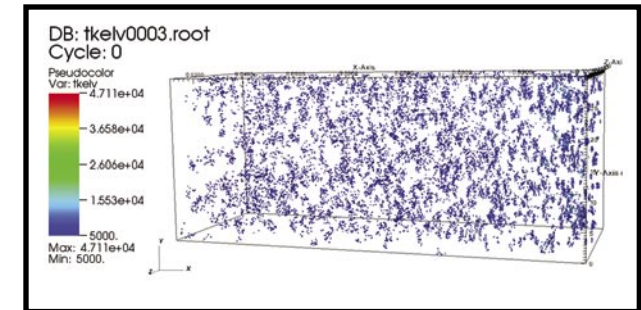 DB: tkelv0003.root
Cycle: 0
Pseudocolor
Var: tkelv
4.711e+04
3.658e+04
2.606e+04
1.553e+04
5000.
Max: 4.711e+04
Min: 5000.
X-Axis
Z-Axi
Y-Axis
Y
Z
X